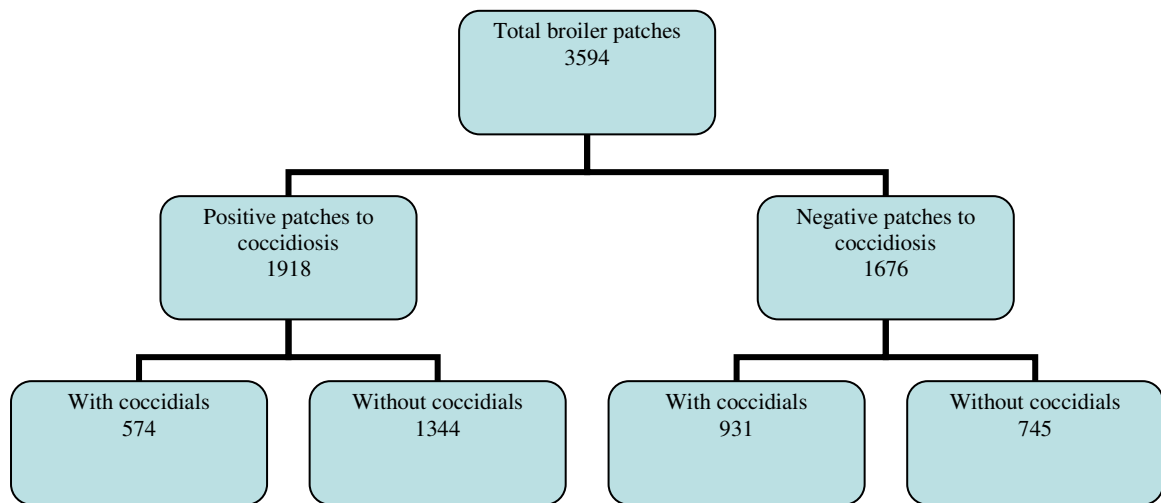 Total broiler patches
3594
Positive patches to
coccidiosis
1918
Negative patches to
coccidiosis
1676
With coccidials
574
Without coccidials
1344
With coccidials
931
Without coccidials
745